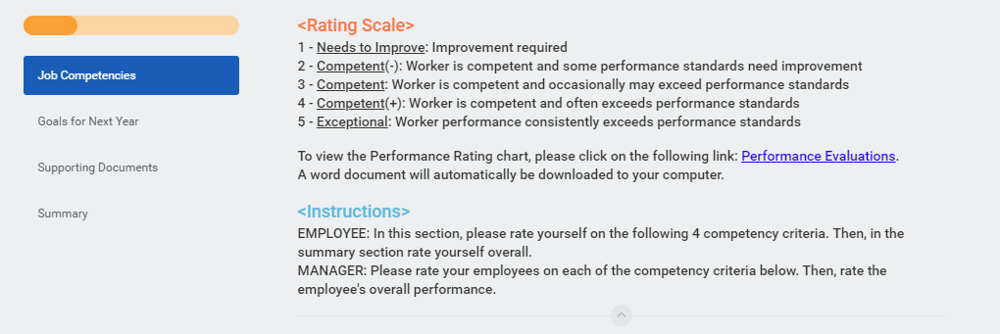 <Rating Scale>
1 - Needs to Improve: Improvement required
2 - Competent(-): Worker is competent and some performance standards need improvement
3 - Competent: Worker is competent and occasionally may exceed performance standards
4 - Competent(+): Worker is competent and often exceeds performance standards
5 - Exceptional: Worker performance consistently exceeds performance standards
To view the Performance Rating chart, please click on the following link: Performance Evaluations.
A word document will automatically be downloaded to your computer.
<Instructions>
EMPLOYEE: In this section, please rate yourself on the following 4 competency criteria. Then, in the
summary section rate yourself overall.
MANAGER: Please rate your employees on each of the competency criteria below. Then, rate the
employee's overall performance.
Job Competencies
Goals for Next Year
Supporting Documents
Summary